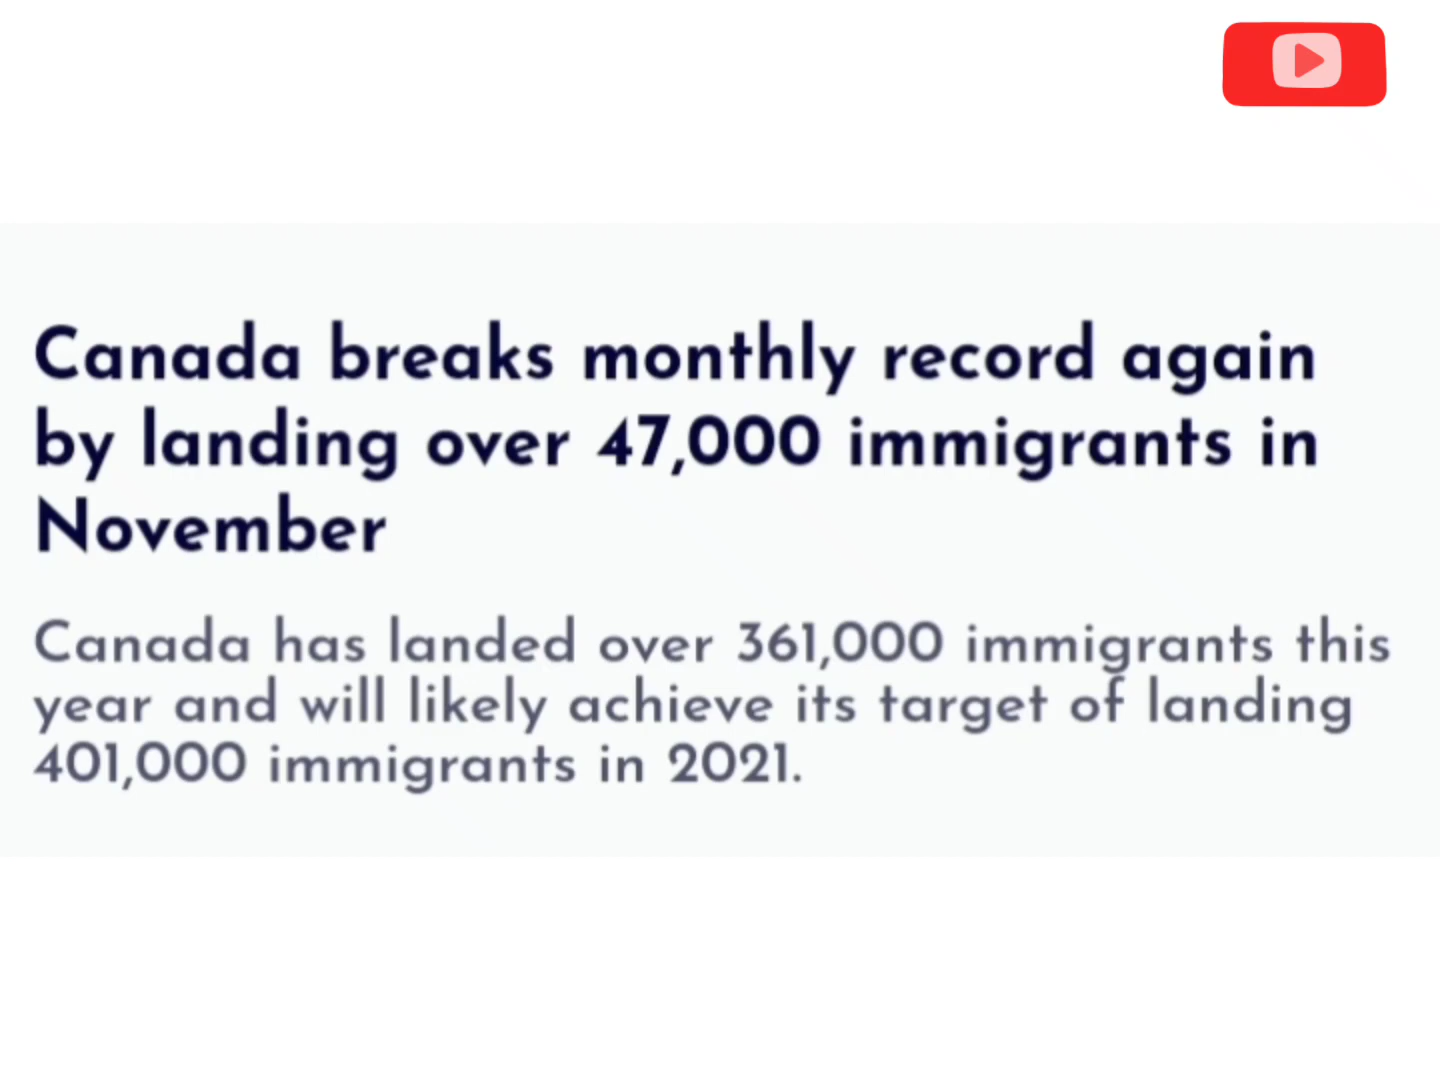 Canada breaks monthly record again
by landing over 47,000 immigrants in
November
Canada has landed over 361,000 immigrants this
year and will likely achieve its target of landing
401,000 immigrants in 2021.